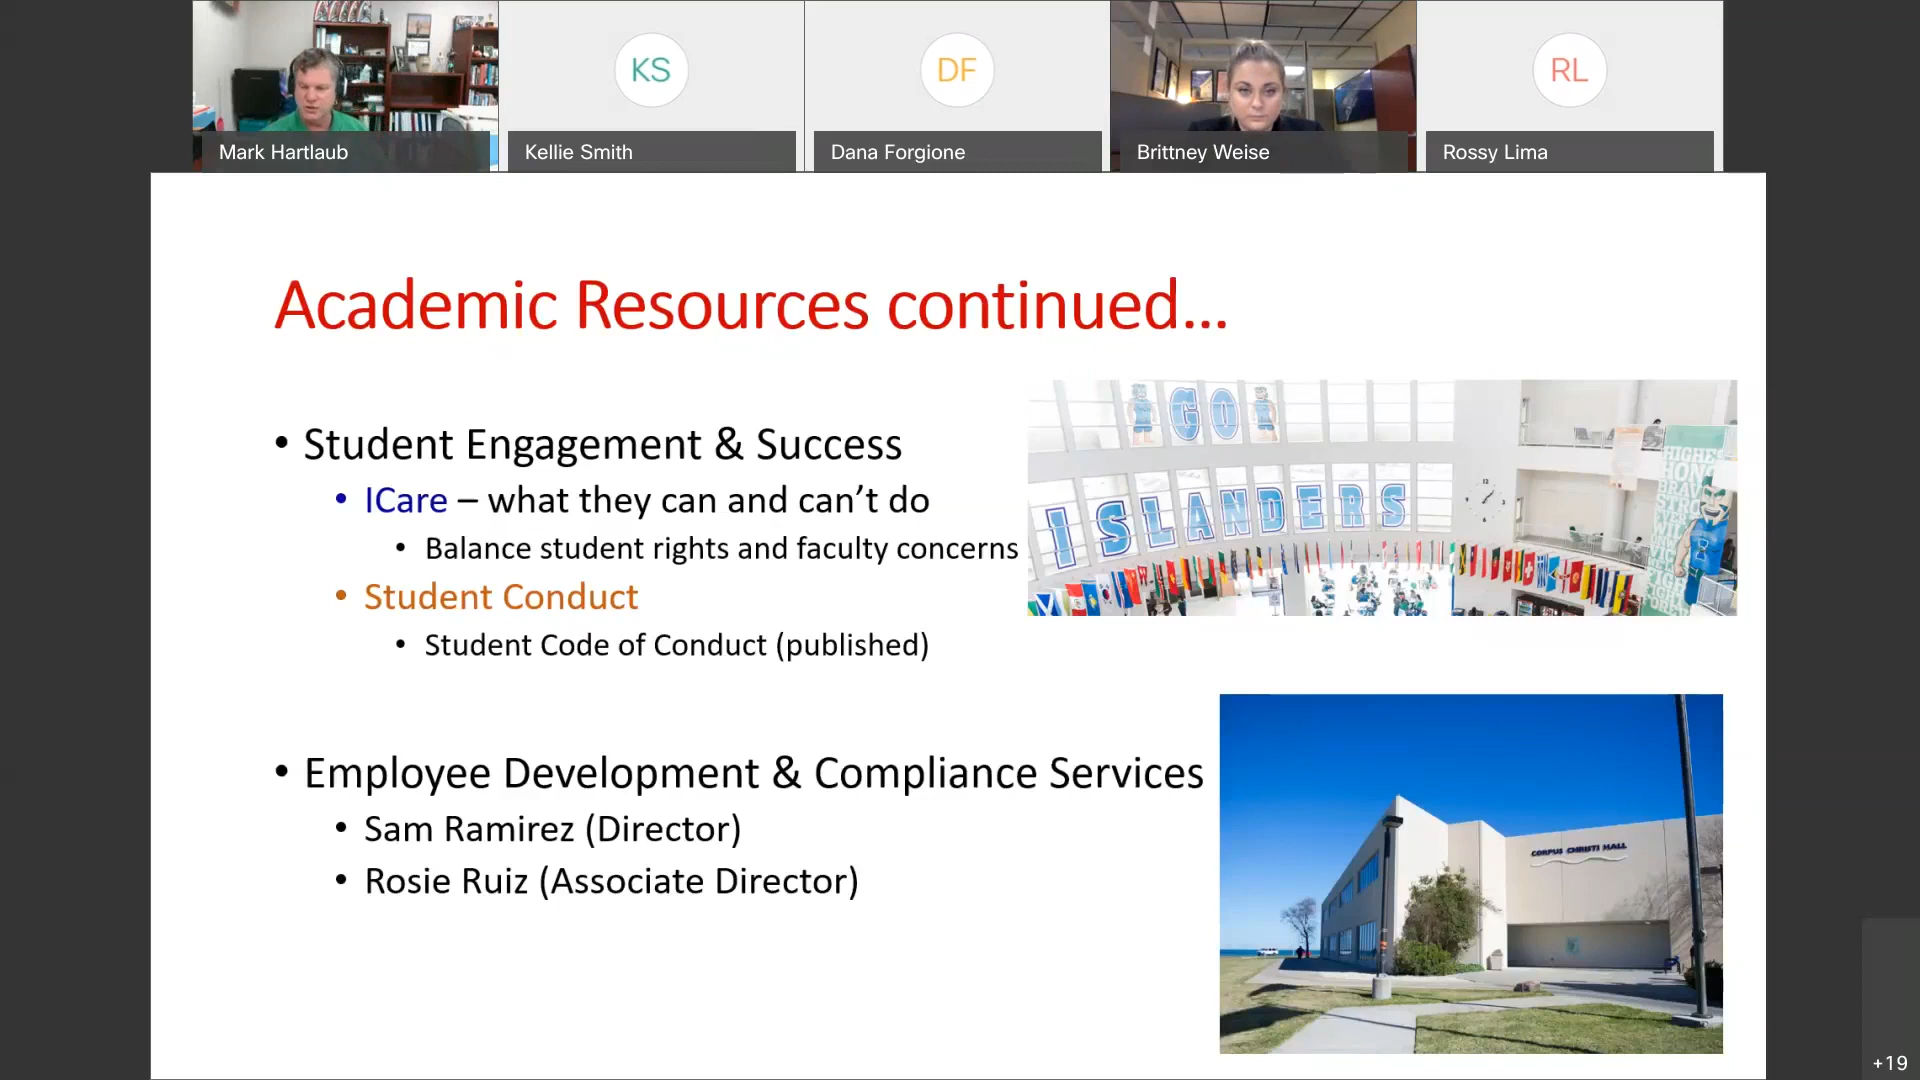 KS
DF
RL
Mark Hartlaub
Kellie Smith
Dana Forgione
Brittney Weise
Rossy Lima
Academic Resources continued...
• Student Engagement & Success
• ICare – what they can and can’t do
• Balance student rights and faculty concerns
• Student Conduct
• Student Code of Conduct (published)
GO
ISLANDERS
• Employee Development & Compliance Services
• Sam Ramirez (Director)
• Rosie Ruiz (Associate Director)
CORPUS CHRISTI HALL
+19